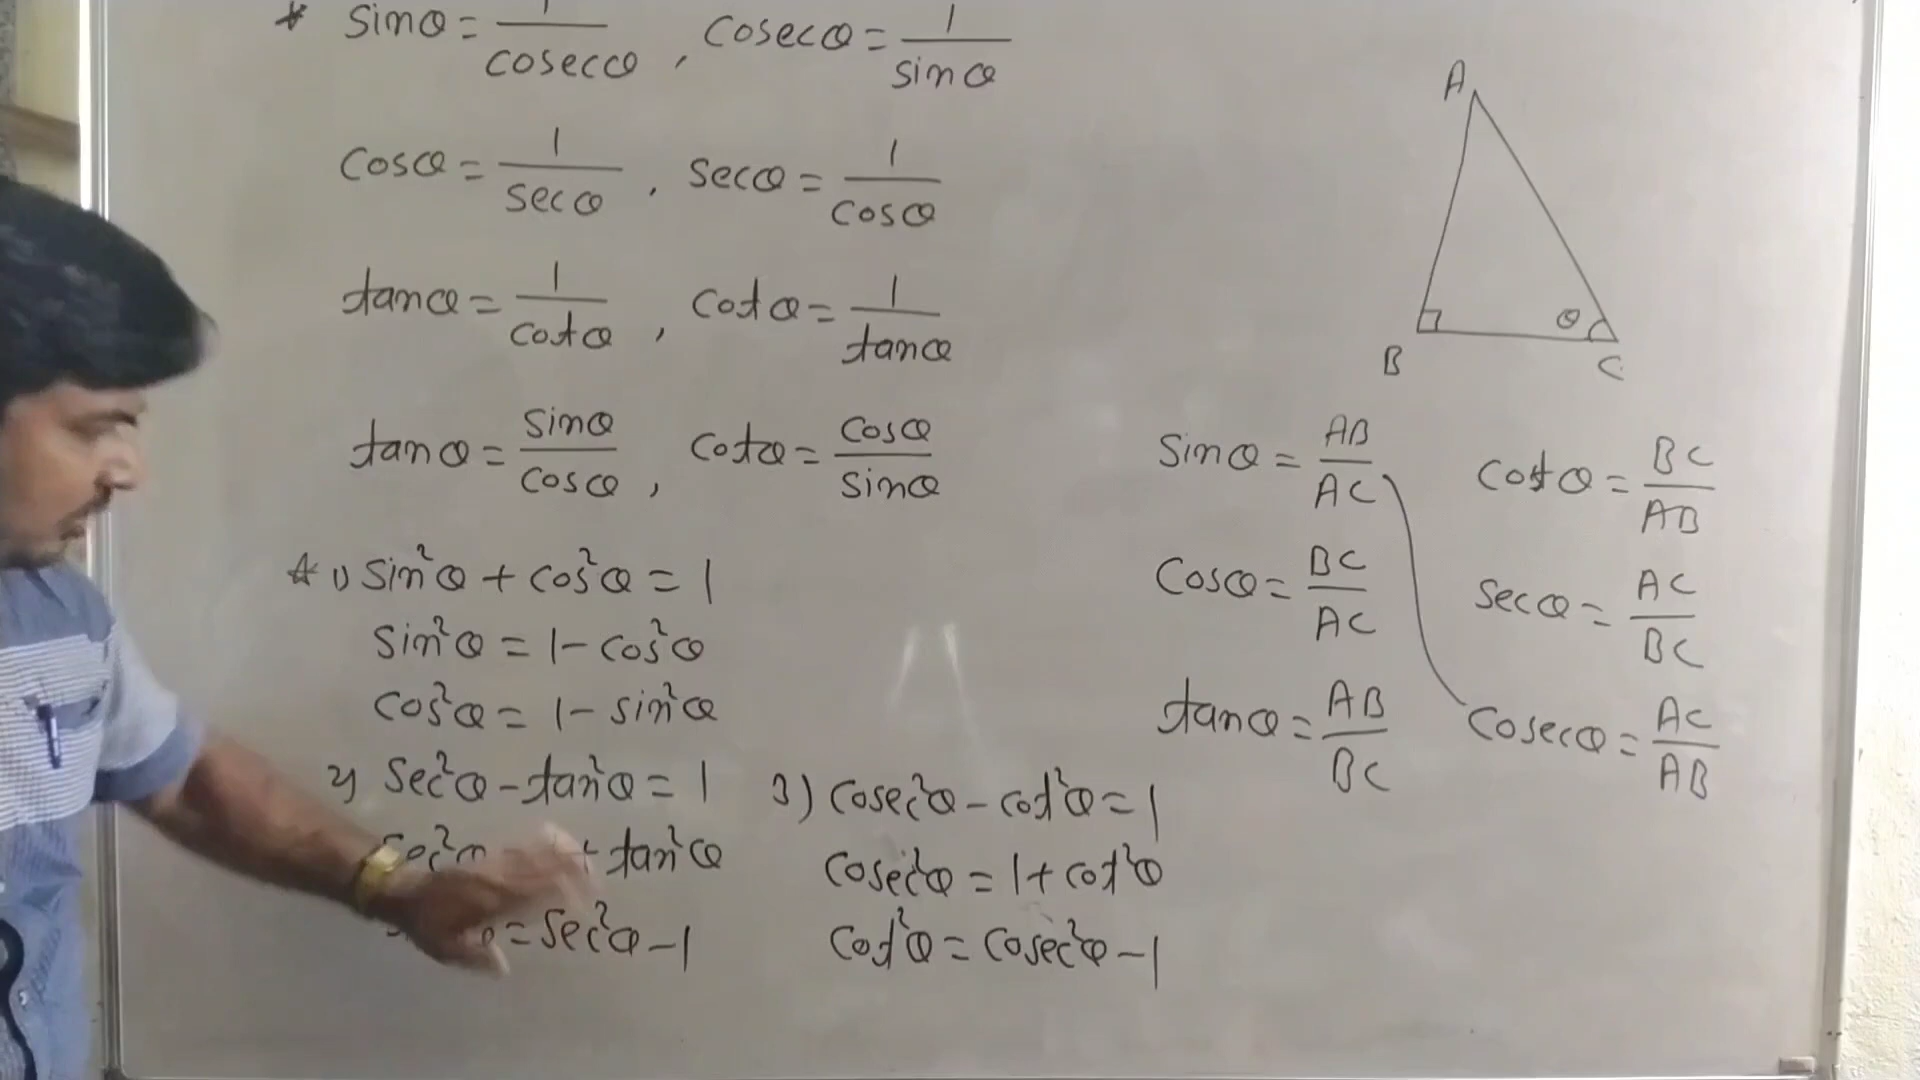 * sinθ = 1/cosecθ , cosecθ = 1/sinθ
cosθ = 1/secθ , secθ = 1/cosθ
tanθ = 1/cotθ , cotθ = 1/tanθ
tanθ = sinθ/cosθ , cotθ = cosθ/sinθ
☆ 1) sin²θ + cos²θ = 1
sin²θ = 1 - cos²θ
cos²θ = 1 - sin²θ
2) sec²θ - tan²θ = 1
sec²θ + tan²θ
θ = sec²θ - 1
3) cosec²θ - cot²θ = 1
cosec²θ = 1 + cot²θ
cot²θ = cosec²θ - 1
A
B
θ
C
sinθ = AB/AC
cosθ = BC/AC
tanθ = AB/BC
cotθ = BC/AB
secθ = AC/BC
cosecθ = AC/AB